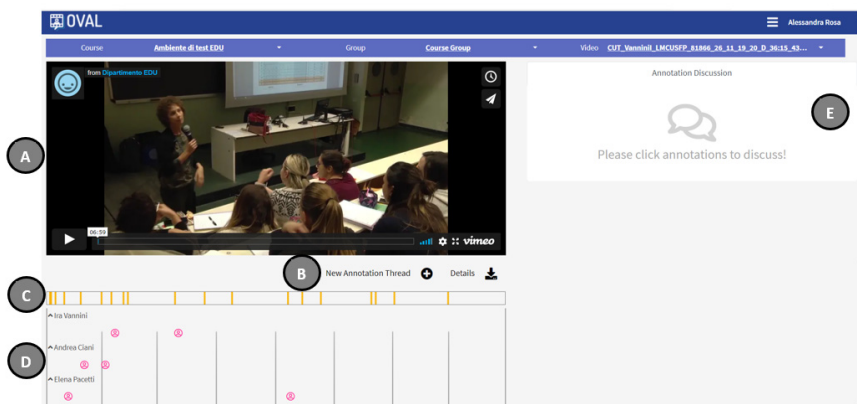 OVAL
Alessandra Rosa
Course Ambiente di test EDU Group Course Group Video CUT_Vanninil_LMCUSFP_81866_26_11_19_20_D_36:15_43...
from Dipartimento EDU
Annotation Discussion
E
Please click annotations to discuss!
A
06:59
vimeo
B New Annotation Thread Details
C
Ira Vannini
D
Andrea Ciani
Elena Pacetti